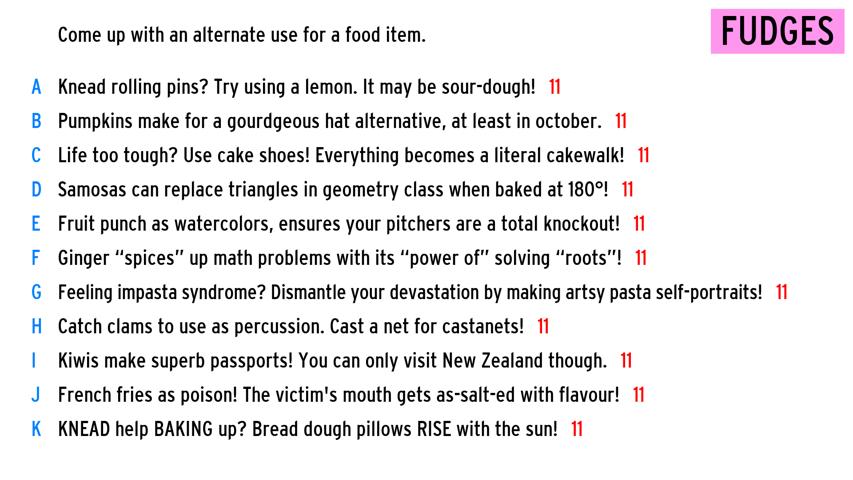 Come up with an alternate use for a food item.
FUDGES
A Knead rolling pins? Try using a lemon. It may be sour-dough! 11
B Pumpkins make for a gourdgeous hat alternative, at least in october. 11
C Life too tough? Use cake shoes! Everything becomes a literal cakewalk! 11
D Samosas can replace triangles in geometry class when baked at 180°! 11
E Fruit punch as watercolors, ensures your pitchers are a total knockout! 11
F Ginger “spices” up math problems with its “power of” solving “roots”! 11
G Feeling impasta syndrome? Dismantle your devastation by making artsy pasta self-portraits! 11
H Catch clams to use as percussion. Cast a net for castanets! 11
I Kiwis make superb passports! You can only visit New Zealand though. 11
J French fries as poison! The victim's mouth gets as-salt-ed with flavour! 11
K KNEAD help BAKING up? Bread dough pillows RISE with the sun! 11